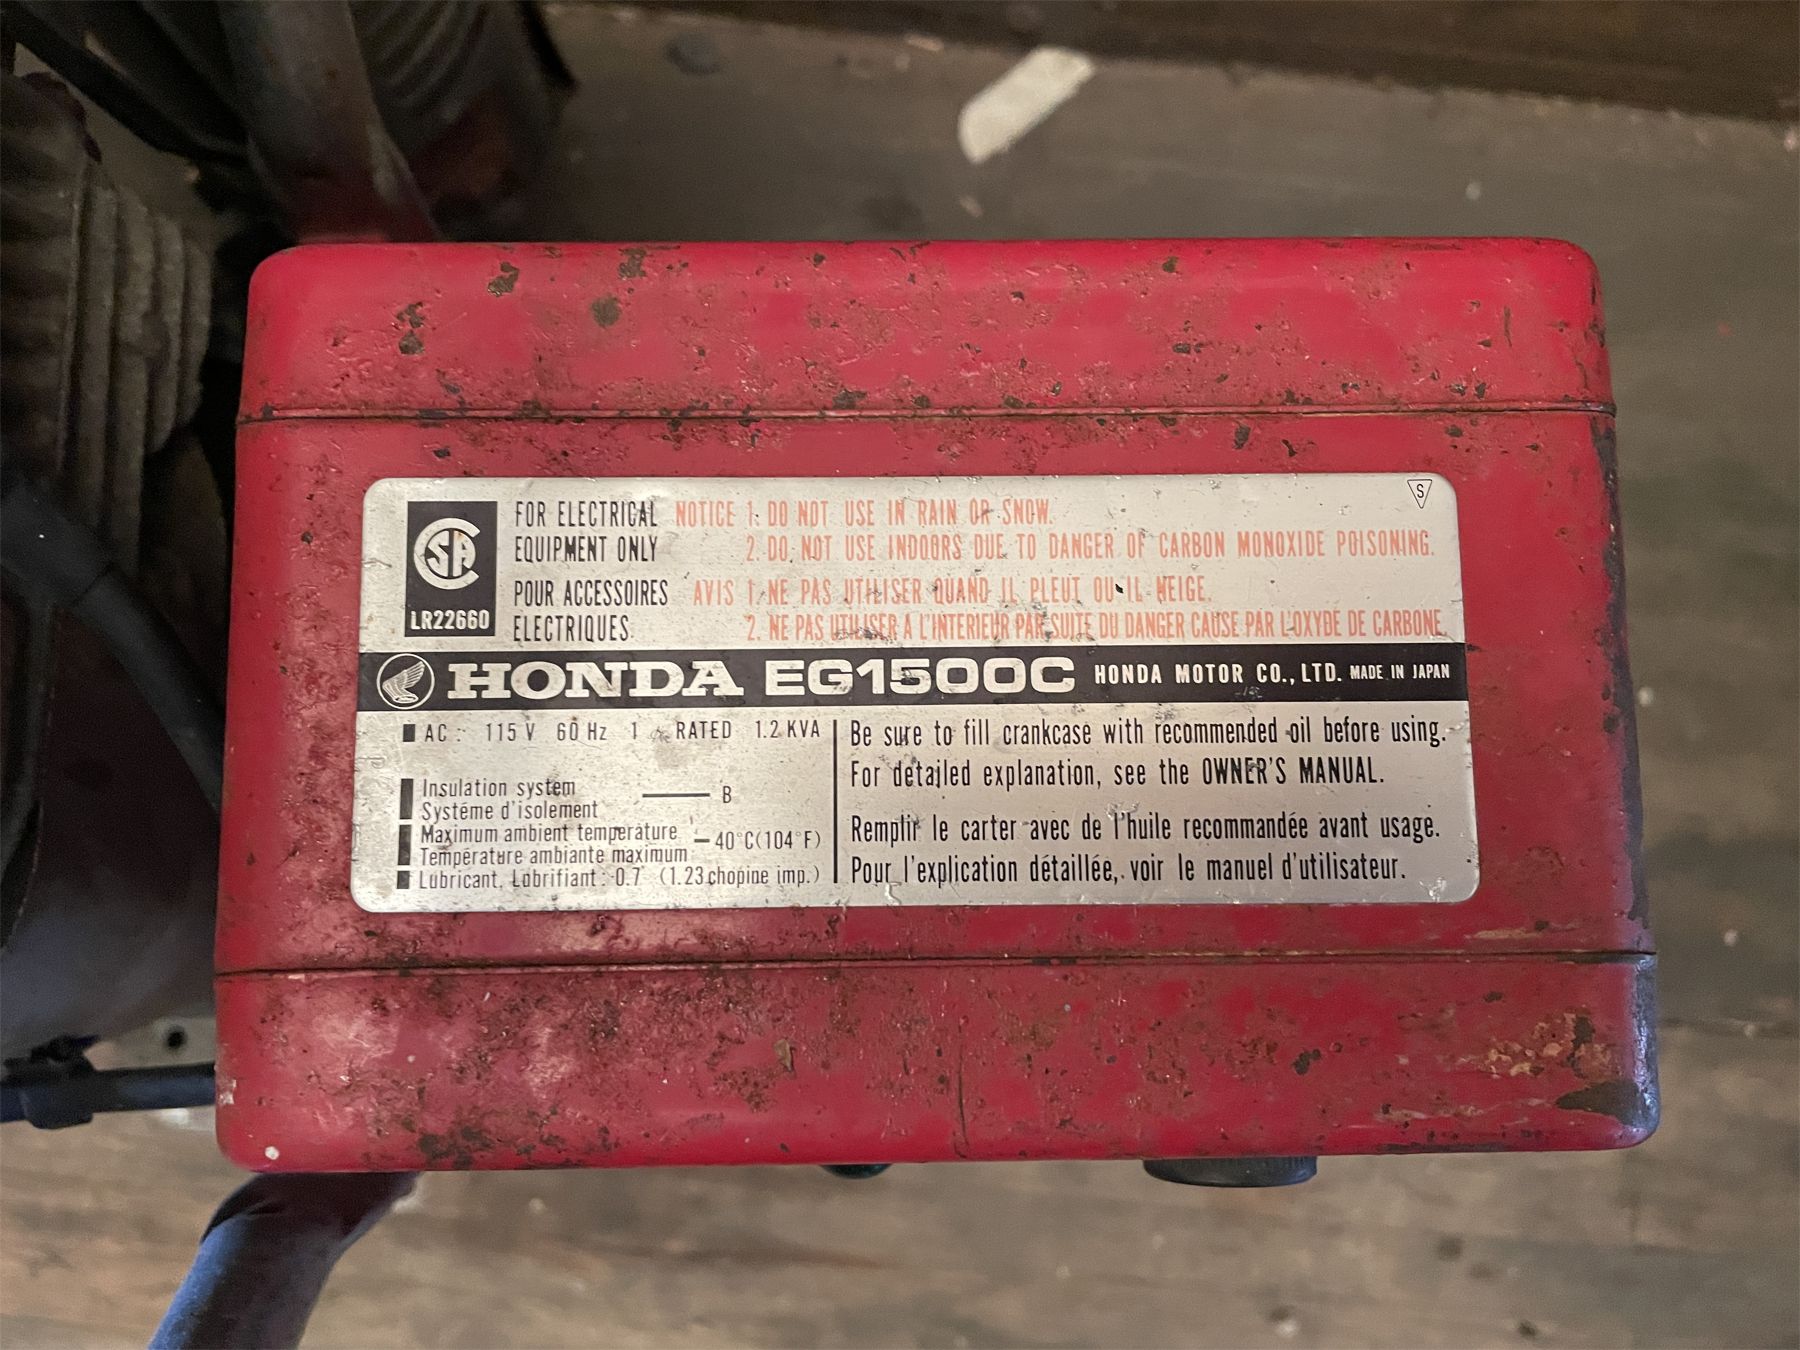 CSA
LR22660
FOR ELECTRICAL
EQUIPMENT ONLY
NOTICE 1. DO NOT USE IN RAIN OR SNOW.
2. DO NOT USE INDOORS DUE TO DANGER OF CARBON MONOXIDE POISONING.
POUR ACCESSOIRES
ELECTRIQUES.
AVIS 1. NE PAS UTILISER QUAND IL PLEUT OU IL NEIGE.
2. NE PAS UTILISER A L'INTERIEUR PAR SUITE DU DANGER CAUSE PAR L'OXYDE DE CARBONE.
S
HONDA EG1500C HONDA MOTOR CO., LTD. MADE IN JAPAN
AC : 115 V 60 Hz 1 RATED 1.2 KVA
Insulation system
Systéme d'isolement
B
Maximum ambient temperature
Température ambiante maximum
40°C(104°F)
Lubricant, Lubrifiant : 0.7 (1.23 chopine imp.)
Be sure to fill crankcase with recommended oil before using.
For detailed explanation, see the OWNER'S MANUAL.
Remplir le carter avec de l'huile recommandée avant usage.
Pour l'explication détaillée, voir le manuel d'utilisateur.